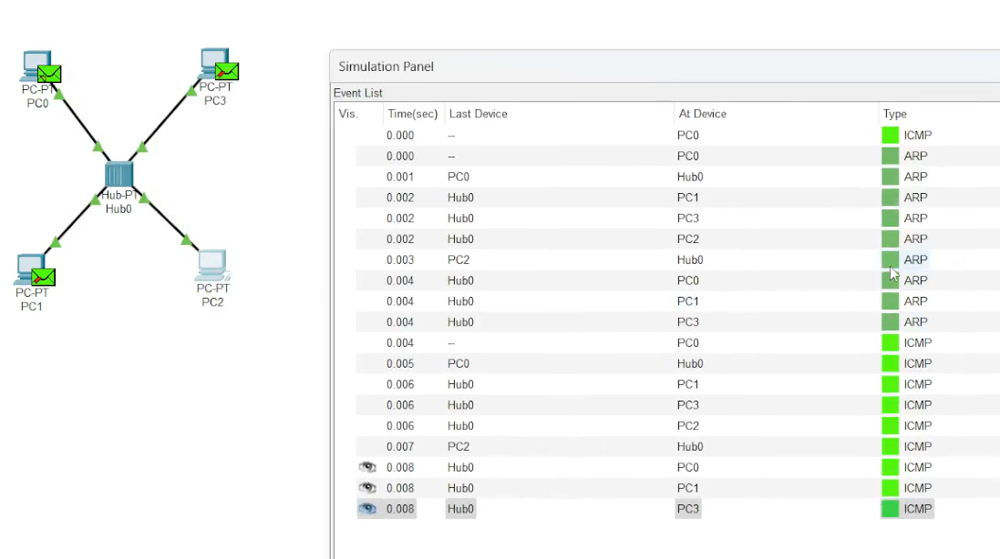 PC-PT
PC0
PC-PT
PC3
Hub-PT
Hub0
PC-PT
PC1
PC-PT
PC2
Simulation Panel
Event List
Vis. Time(sec) Last Device At Device Type
0.000 -- PC0 ICMP
0.000 -- PC0 ARP
0.001 PC0 Hub0 ARP
0.002 Hub0 PC1 ARP
0.002 Hub0 PC3 ARP
0.002 Hub0 PC2 ARP
0.003 PC2 Hub0 ARP
0.004 Hub0 PC0 ARP
0.004 Hub0 PC1 ARP
0.004 Hub0 PC3 ARP
0.004 -- PC0 ICMP
0.005 PC0 Hub0 ICMP
0.006 Hub0 PC1 ICMP
0.006 Hub0 PC3 ICMP
0.006 Hub0 PC2 ICMP
0.007 PC2 Hub0 ICMP
0.008 Hub0 PC0 ICMP
0.008 Hub0 PC1 ICMP
0.008 Hub0 PC3 ICMP